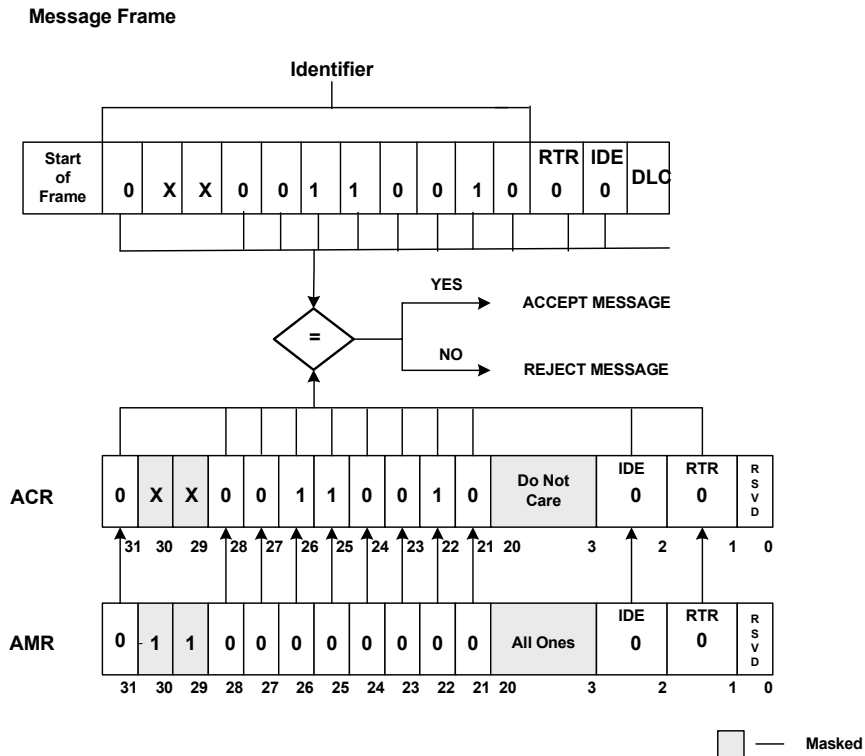 Message Frame
Identifier
Start of Frame 0 X X 0 0 1 1 0 0 1 0 RTR 0 IDE 0 DLC
YES
ACCEPT MESSAGE
=
NO
REJECT MESSAGE
ACR 0 X X 0 0 1 1 0 0 1 0 Do Not Care IDE 0 RTR 0 RSVD
31 30 29 28 27 26 25 24 23 22 21 20 3 2 1 0
AMR 0 1 1 0 0 0 0 0 0 0 0 All Ones IDE 0 RTR 0 RSVD
31 30 29 28 27 26 25 24 23 22 21 20 3 2 1 0
Masked